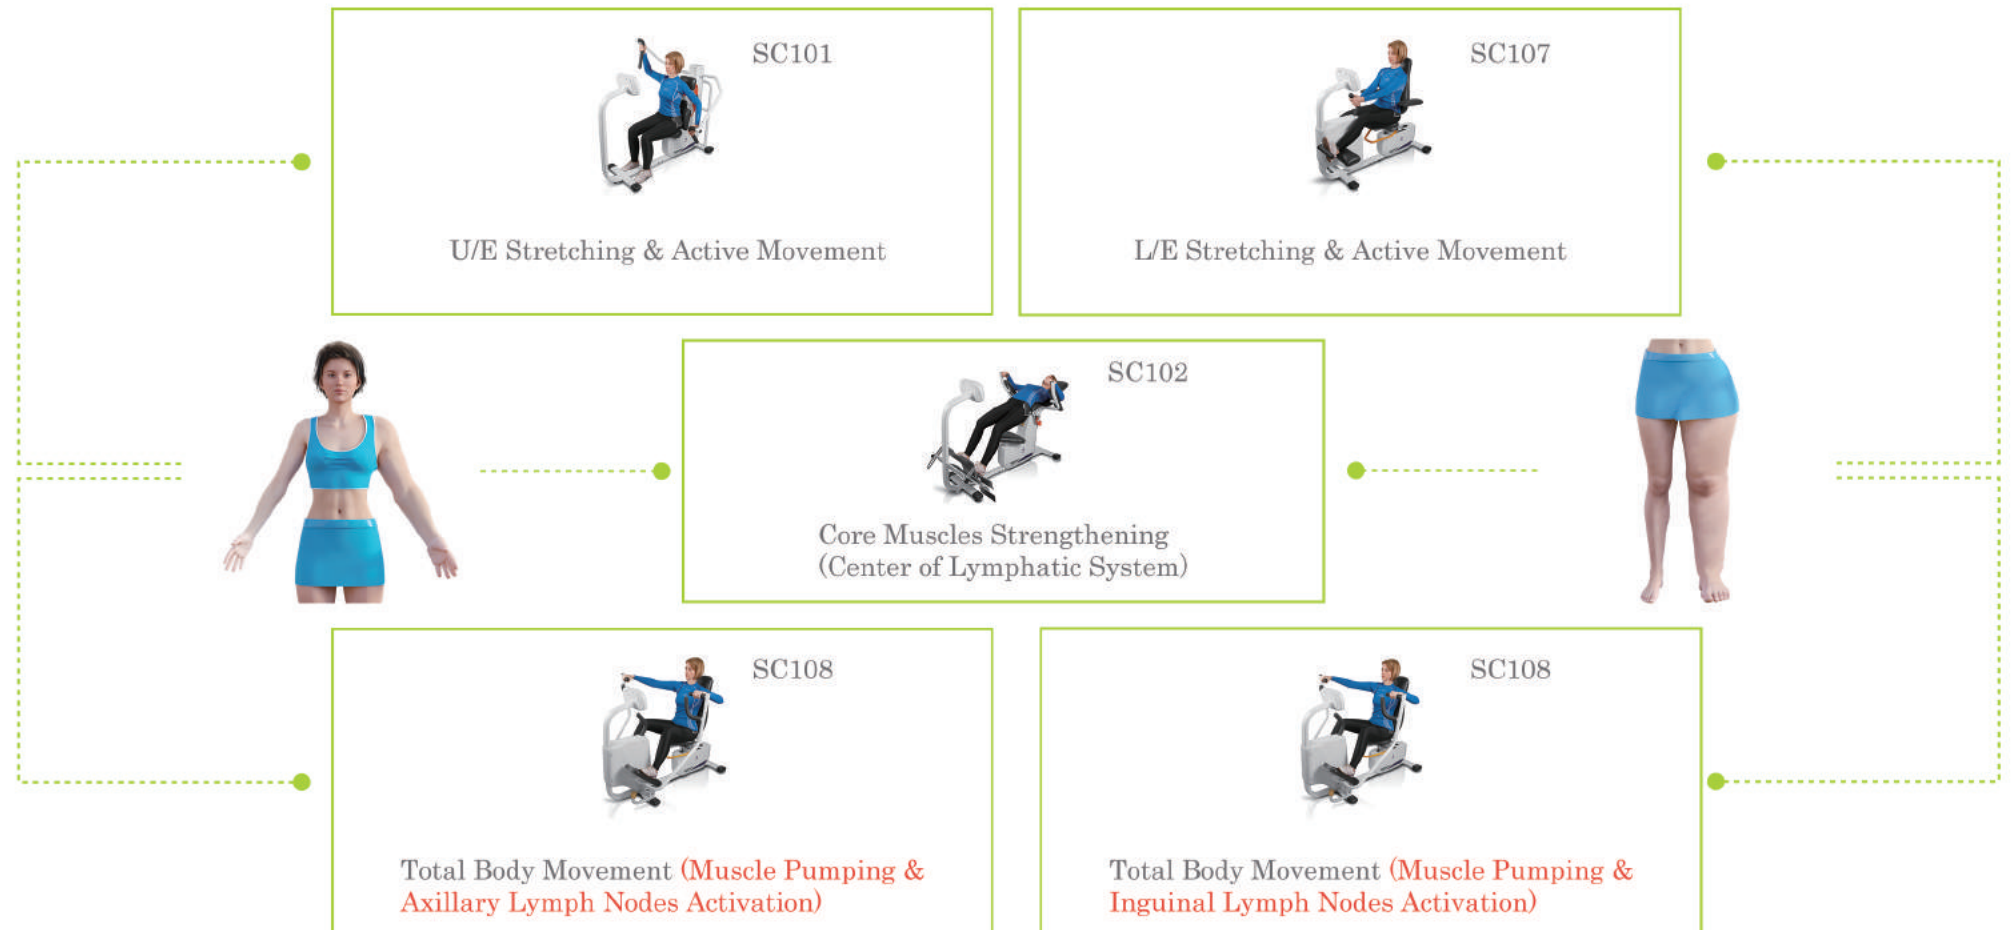 SC101
U/E Stretching & Active Movement
SC107
L/E Stretching & Active Movement
SC102
Core Muscles Strengthening
(Center of Lymphatic System)
SC108
Total Body Movement (Muscle Pumping &
Axillary Lymph Nodes Activation)
SC108
Total Body Movement (Muscle Pumping &
Inguinal Lymph Nodes Activation)